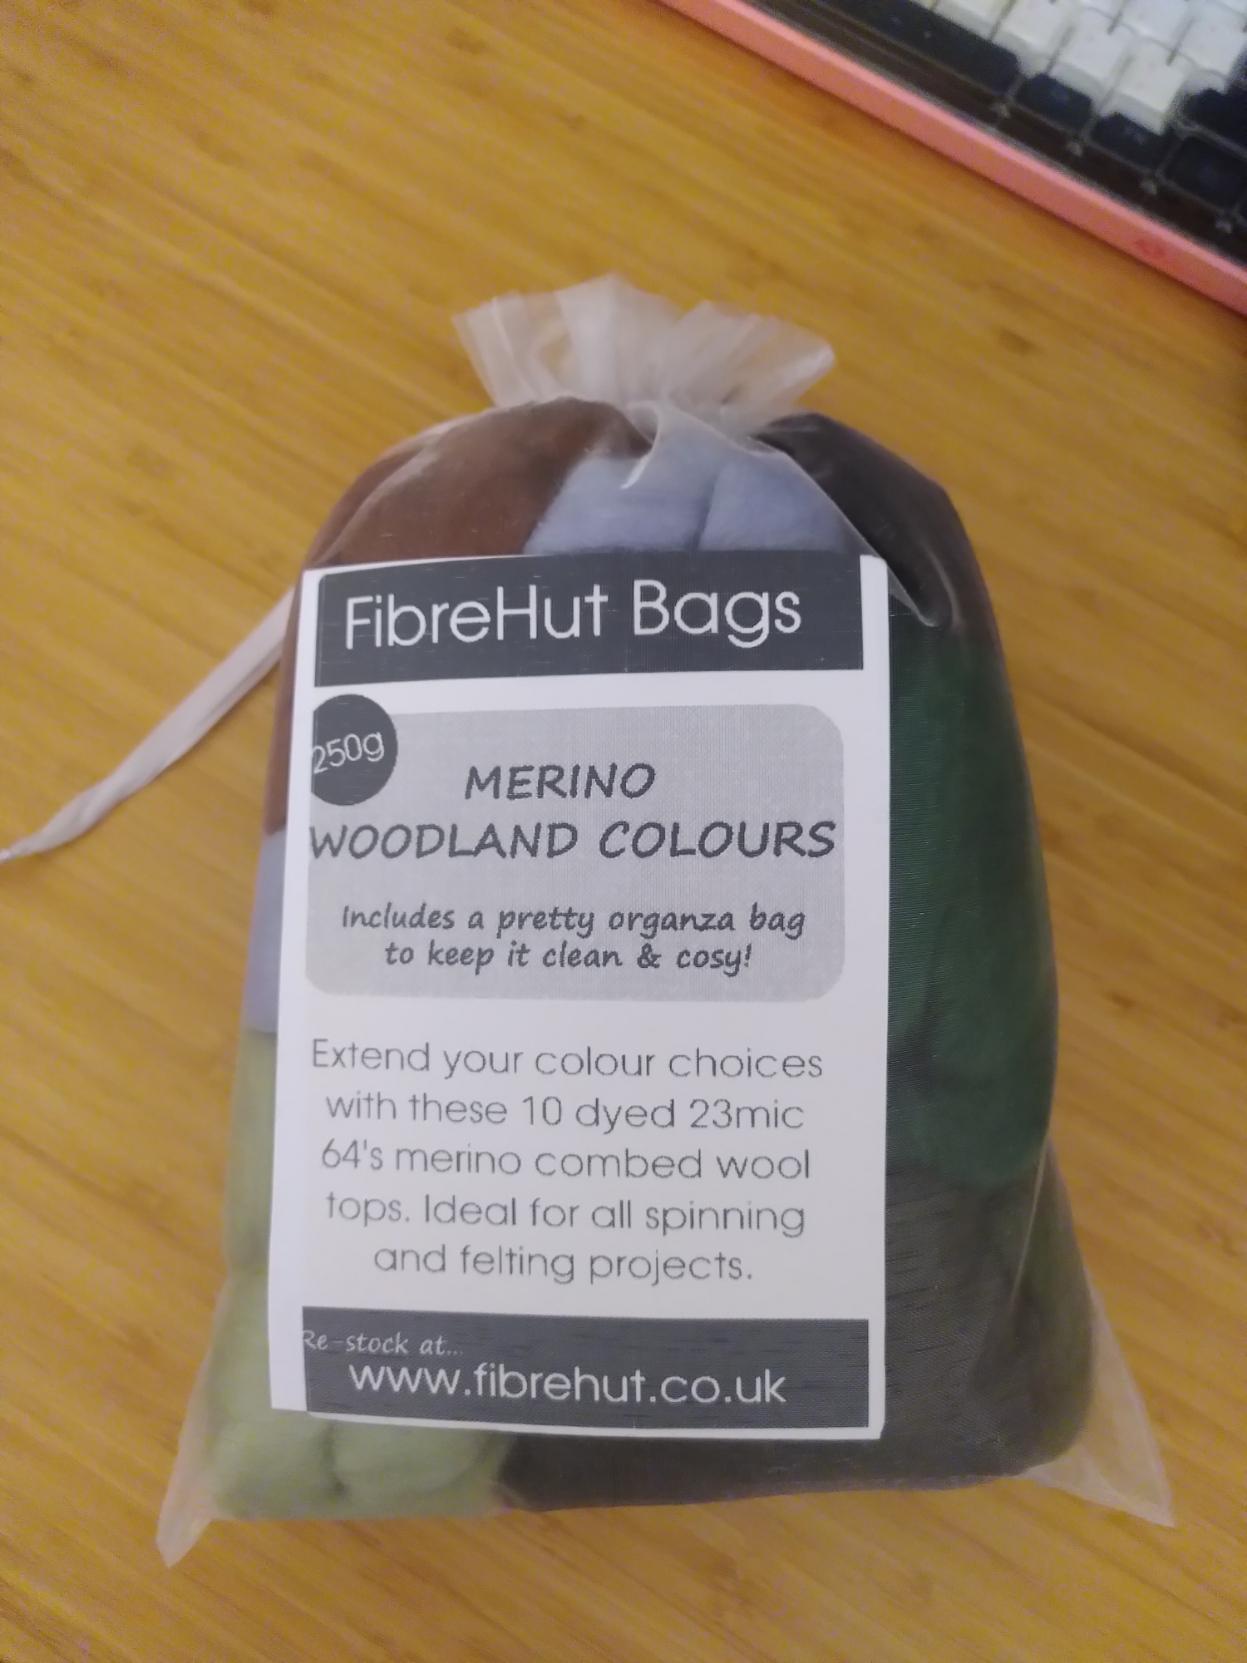 FibreHut Bags
250g
MERINO
WOODLAND COLOURS
Includes a pretty organza bag
to keep it clean & cosy!
Extend your colour choices
with these 10 dyed 23mic
64's merino combed wool
tops. Ideal for all spinning
and felting projects.
Re-stock at...
www.fibrehut.co.uk